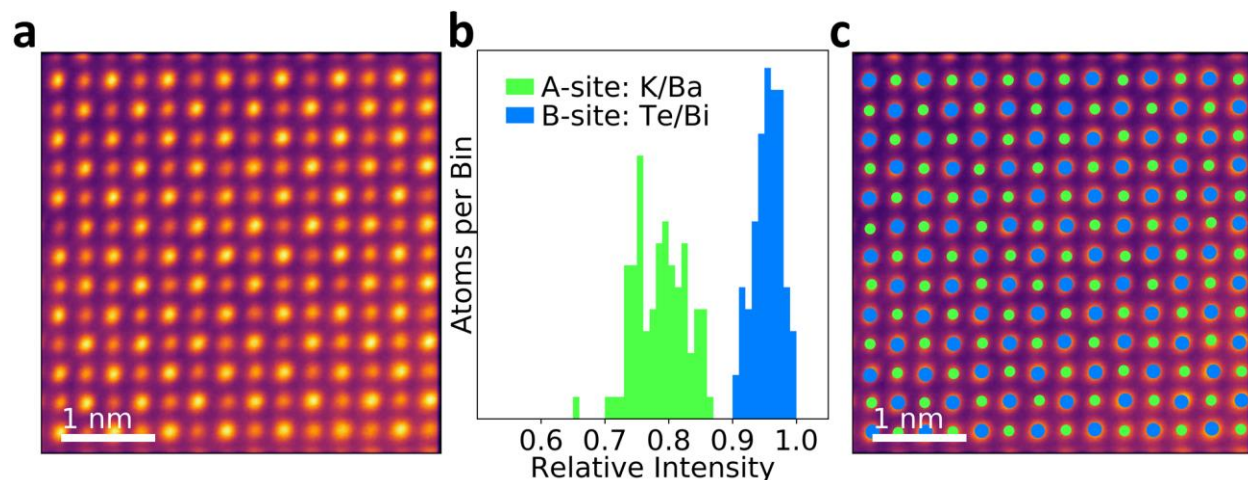 a
1 nm
b
A-site: K/Ba
B-site: Te/Bi
Atoms per Bin
0.6 0.7 0.8 0.9 1.0
Relative Intensity
c
1 nm